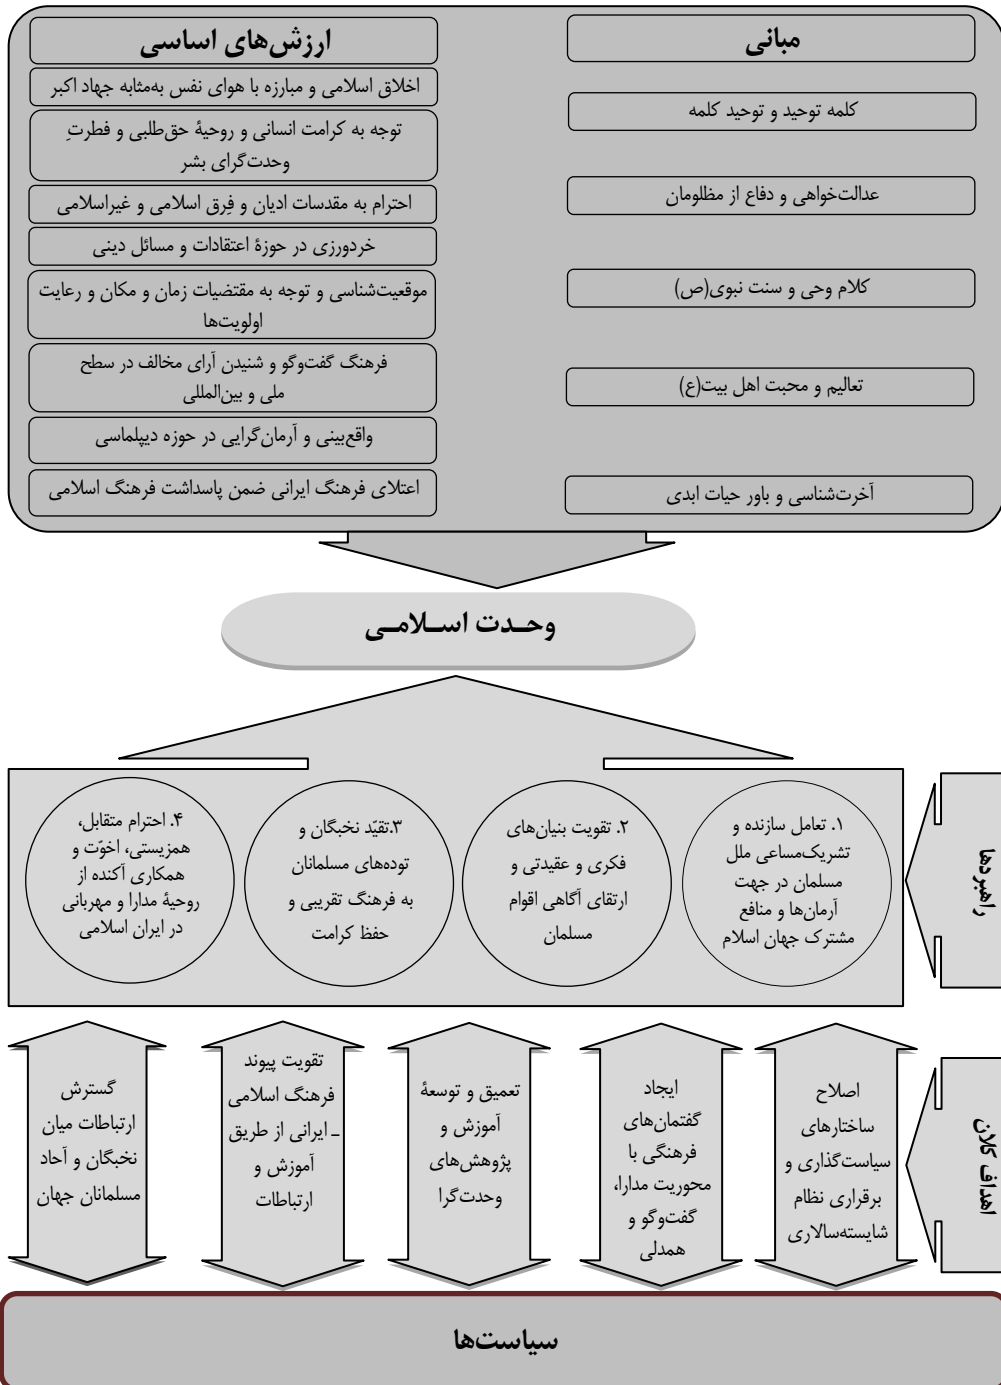 مبانی
کلمه توحید و توحید کلمه
عدالت‌خواهی و دفاع از مظلومان
کلام وحی و سنت نبوی(ص)
تعالیم و محبت اهل بیت(ع)
آخرت‌شناسی و باور حیات ابدی
ارزش‌های اساسی
اخلاق اسلامی و مبارزه با هوای نفس به‌مثابه جهاد اکبر
توجه به کرامت انسانی و روحیۀ حق‌طلبی و فطرتِ
وحدت‌گرای بشر
احترام به مقدسات ادیان و فِرق اسلامی و غیراسلامی
خردورزی در حوزۀ اعتقادات و مسائل دینی
موقعیت‌شناسی و توجه به مقتضیات زمان و مکان و رعایت
اولویت‌ها
فرهنگ گفت‌وگو و شنیدن آرای مخالف در سطح
ملی و بین‌المللی
واقع‌بینی و آرمان‌گرایی در حوزه دیپلماسی
اعتلای فرهنگ ایرانی ضمن پاسداشت فرهنگ اسلامی
وحـدت اسـلامـی
راهبردها
۱. تعامل سازنده و
تشریک‌مساعی ملل
مسلمان در جهت
آرمان‌ها و منافع
مشترک جهان اسلام
۲. تقویت بنیان‌های
فکری و عقیدتی و
ارتقای آگاهی اقوام
مسلمان
۳.تقیّد نخبگان و
توده‌های مسلمانان
به فرهنگ تقریبی و
حفظ کرامت
۴. احترام متقابل،
همزیستی، اخوّت و
همکاری آکنده از
روحیۀ مدارا و مهربانی
در ایران اسلامی
اهداف کلان
اصلاح
ساختارهای
سیاست‌گذاری و
برقراری نظام
شایسته‌سالاری
ایجاد
گفتمان‌های
فرهنگی با
محوریت مدارا،
گفت‌وگو و
همدلی
تعمیق و توسعۀ
آموزش و
پژوهش‌های
وحدت‌گرا
تقویت پیوند
فرهنگ اسلامی
ـ ایرانی از طریق
آموزش و
ارتباطات
گسترش
ارتباطات میان
نخبگان و آحاد
مسلمانان جهان
سیاست‌ها